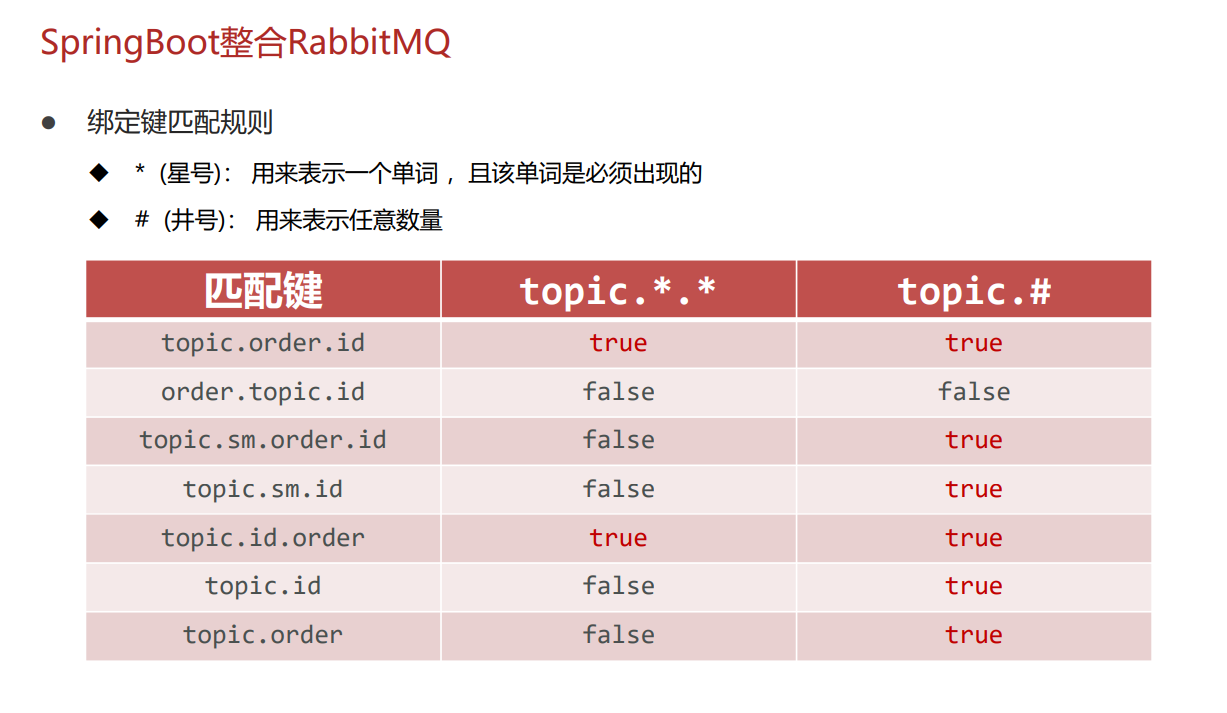 SpringBoot整合RabbitMQ
绑定键匹配规则
* (星号)： 用来表示一个单词 ，且该单词是必须出现的
# (井号)： 用来表示任意数量
匹配键 topic.*.* topic.#
topic.order.id true true
order.topic.id false false
topic.sm.order.id false true
topic.sm.id false true
topic.id.order true true
topic.id false true
topic.order false true